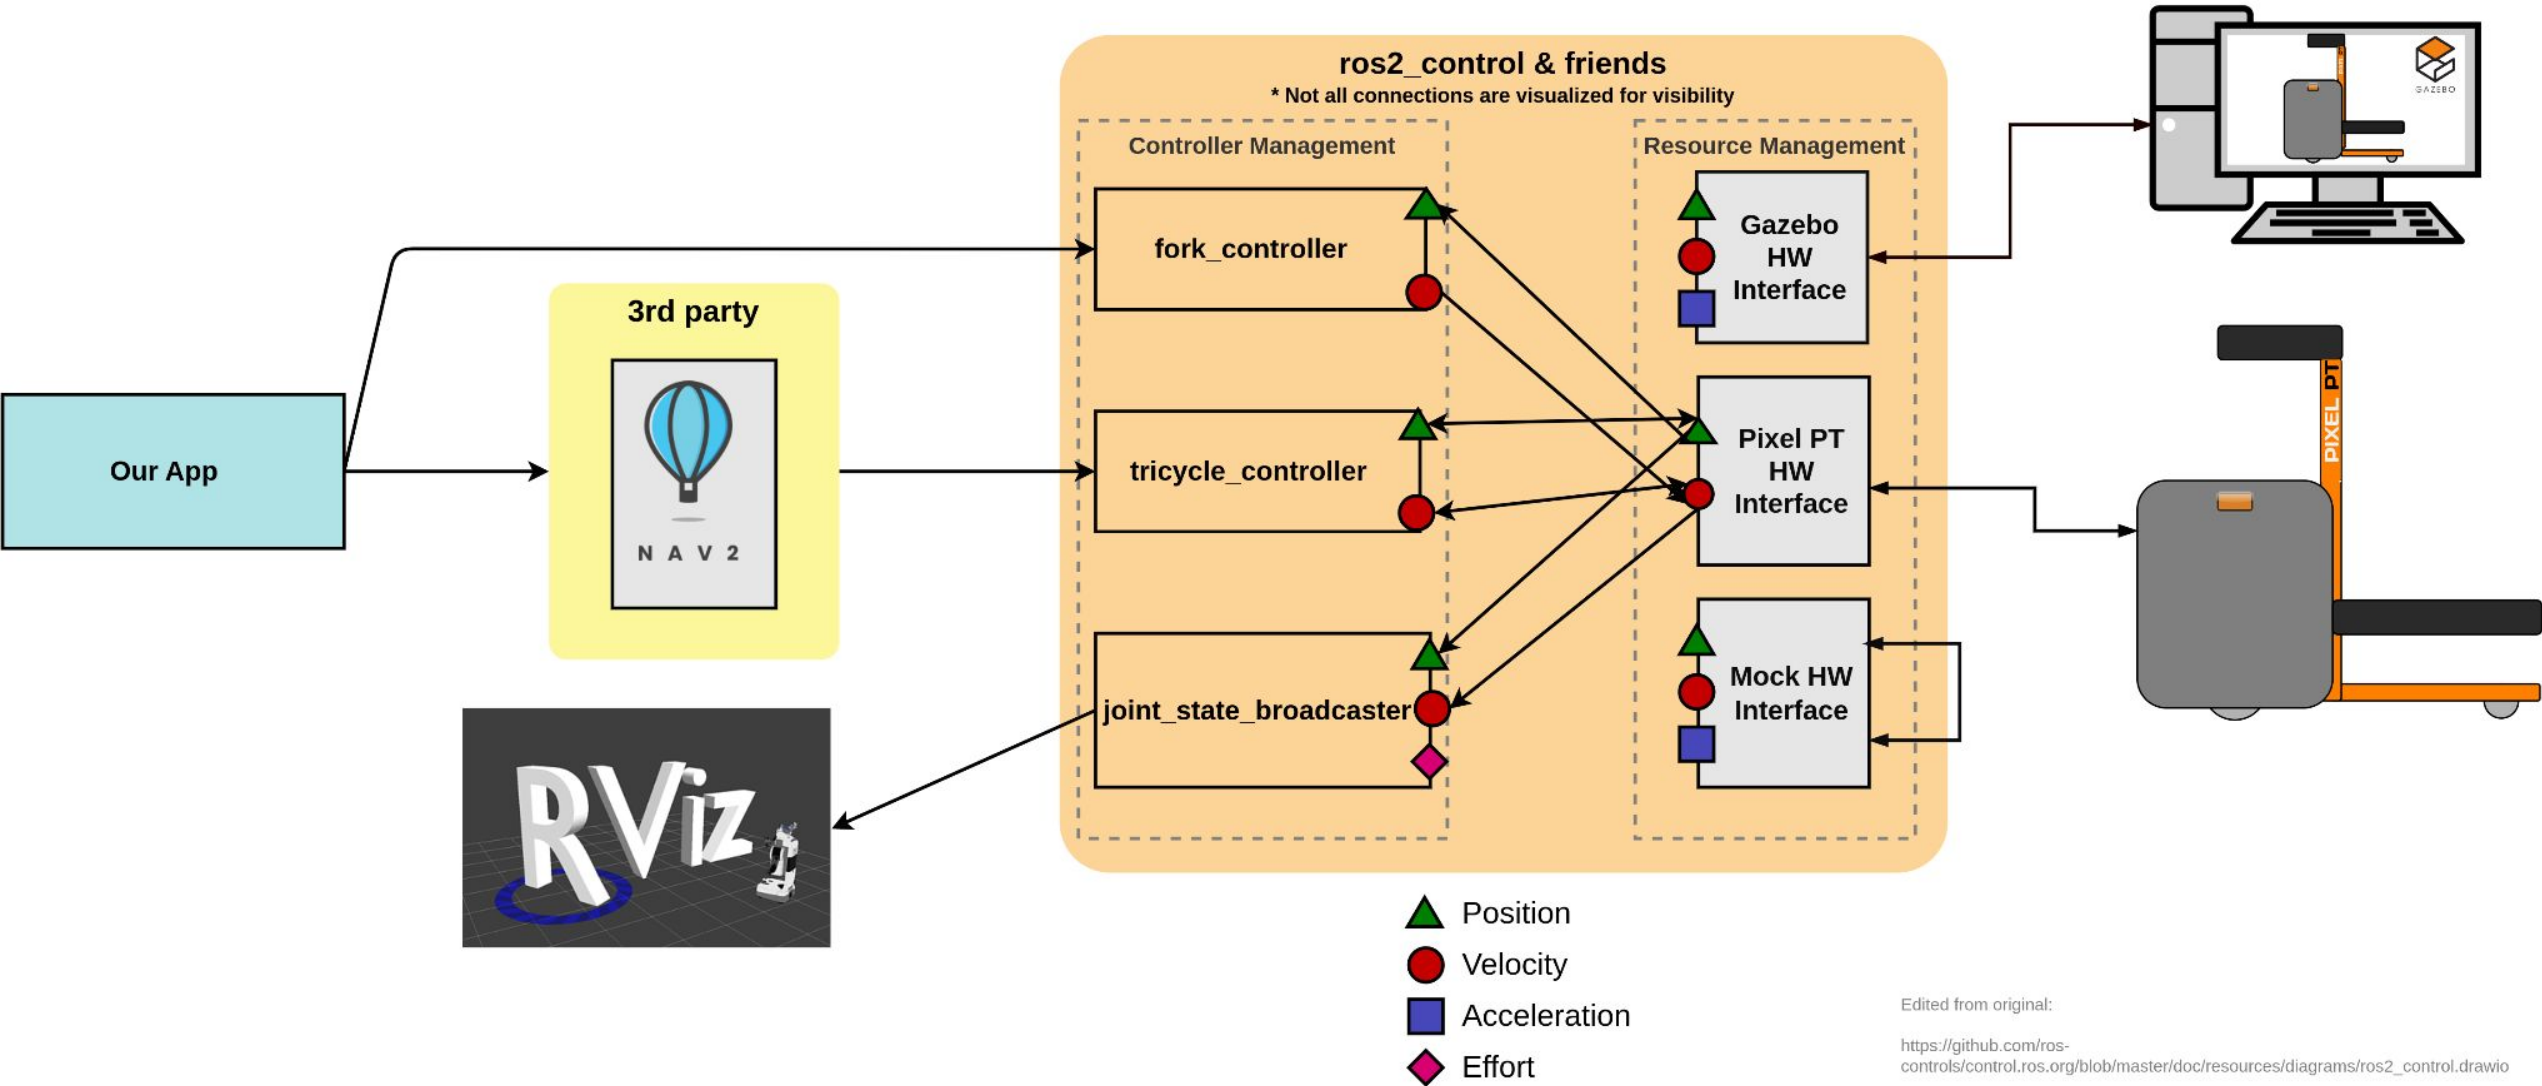 ros2_control & friends
* Not all connections are visualized for visibility
Controller Management
Resource Management
fork_controller
tricycle_controller
joint_state_broadcaster
Gazebo
HW
Interface
Pixel PT
HW
Interface
Mock HW
Interface
Our App
3rd party
NAV2
RViz
GAZEBO
PIXEL PT
Position
Velocity
Acceleration
Effort
Edited from original:
https://github.com/ros-
controls/control.ros.org/blob/master/doc/resources/diagrams/ros2_control.drawio